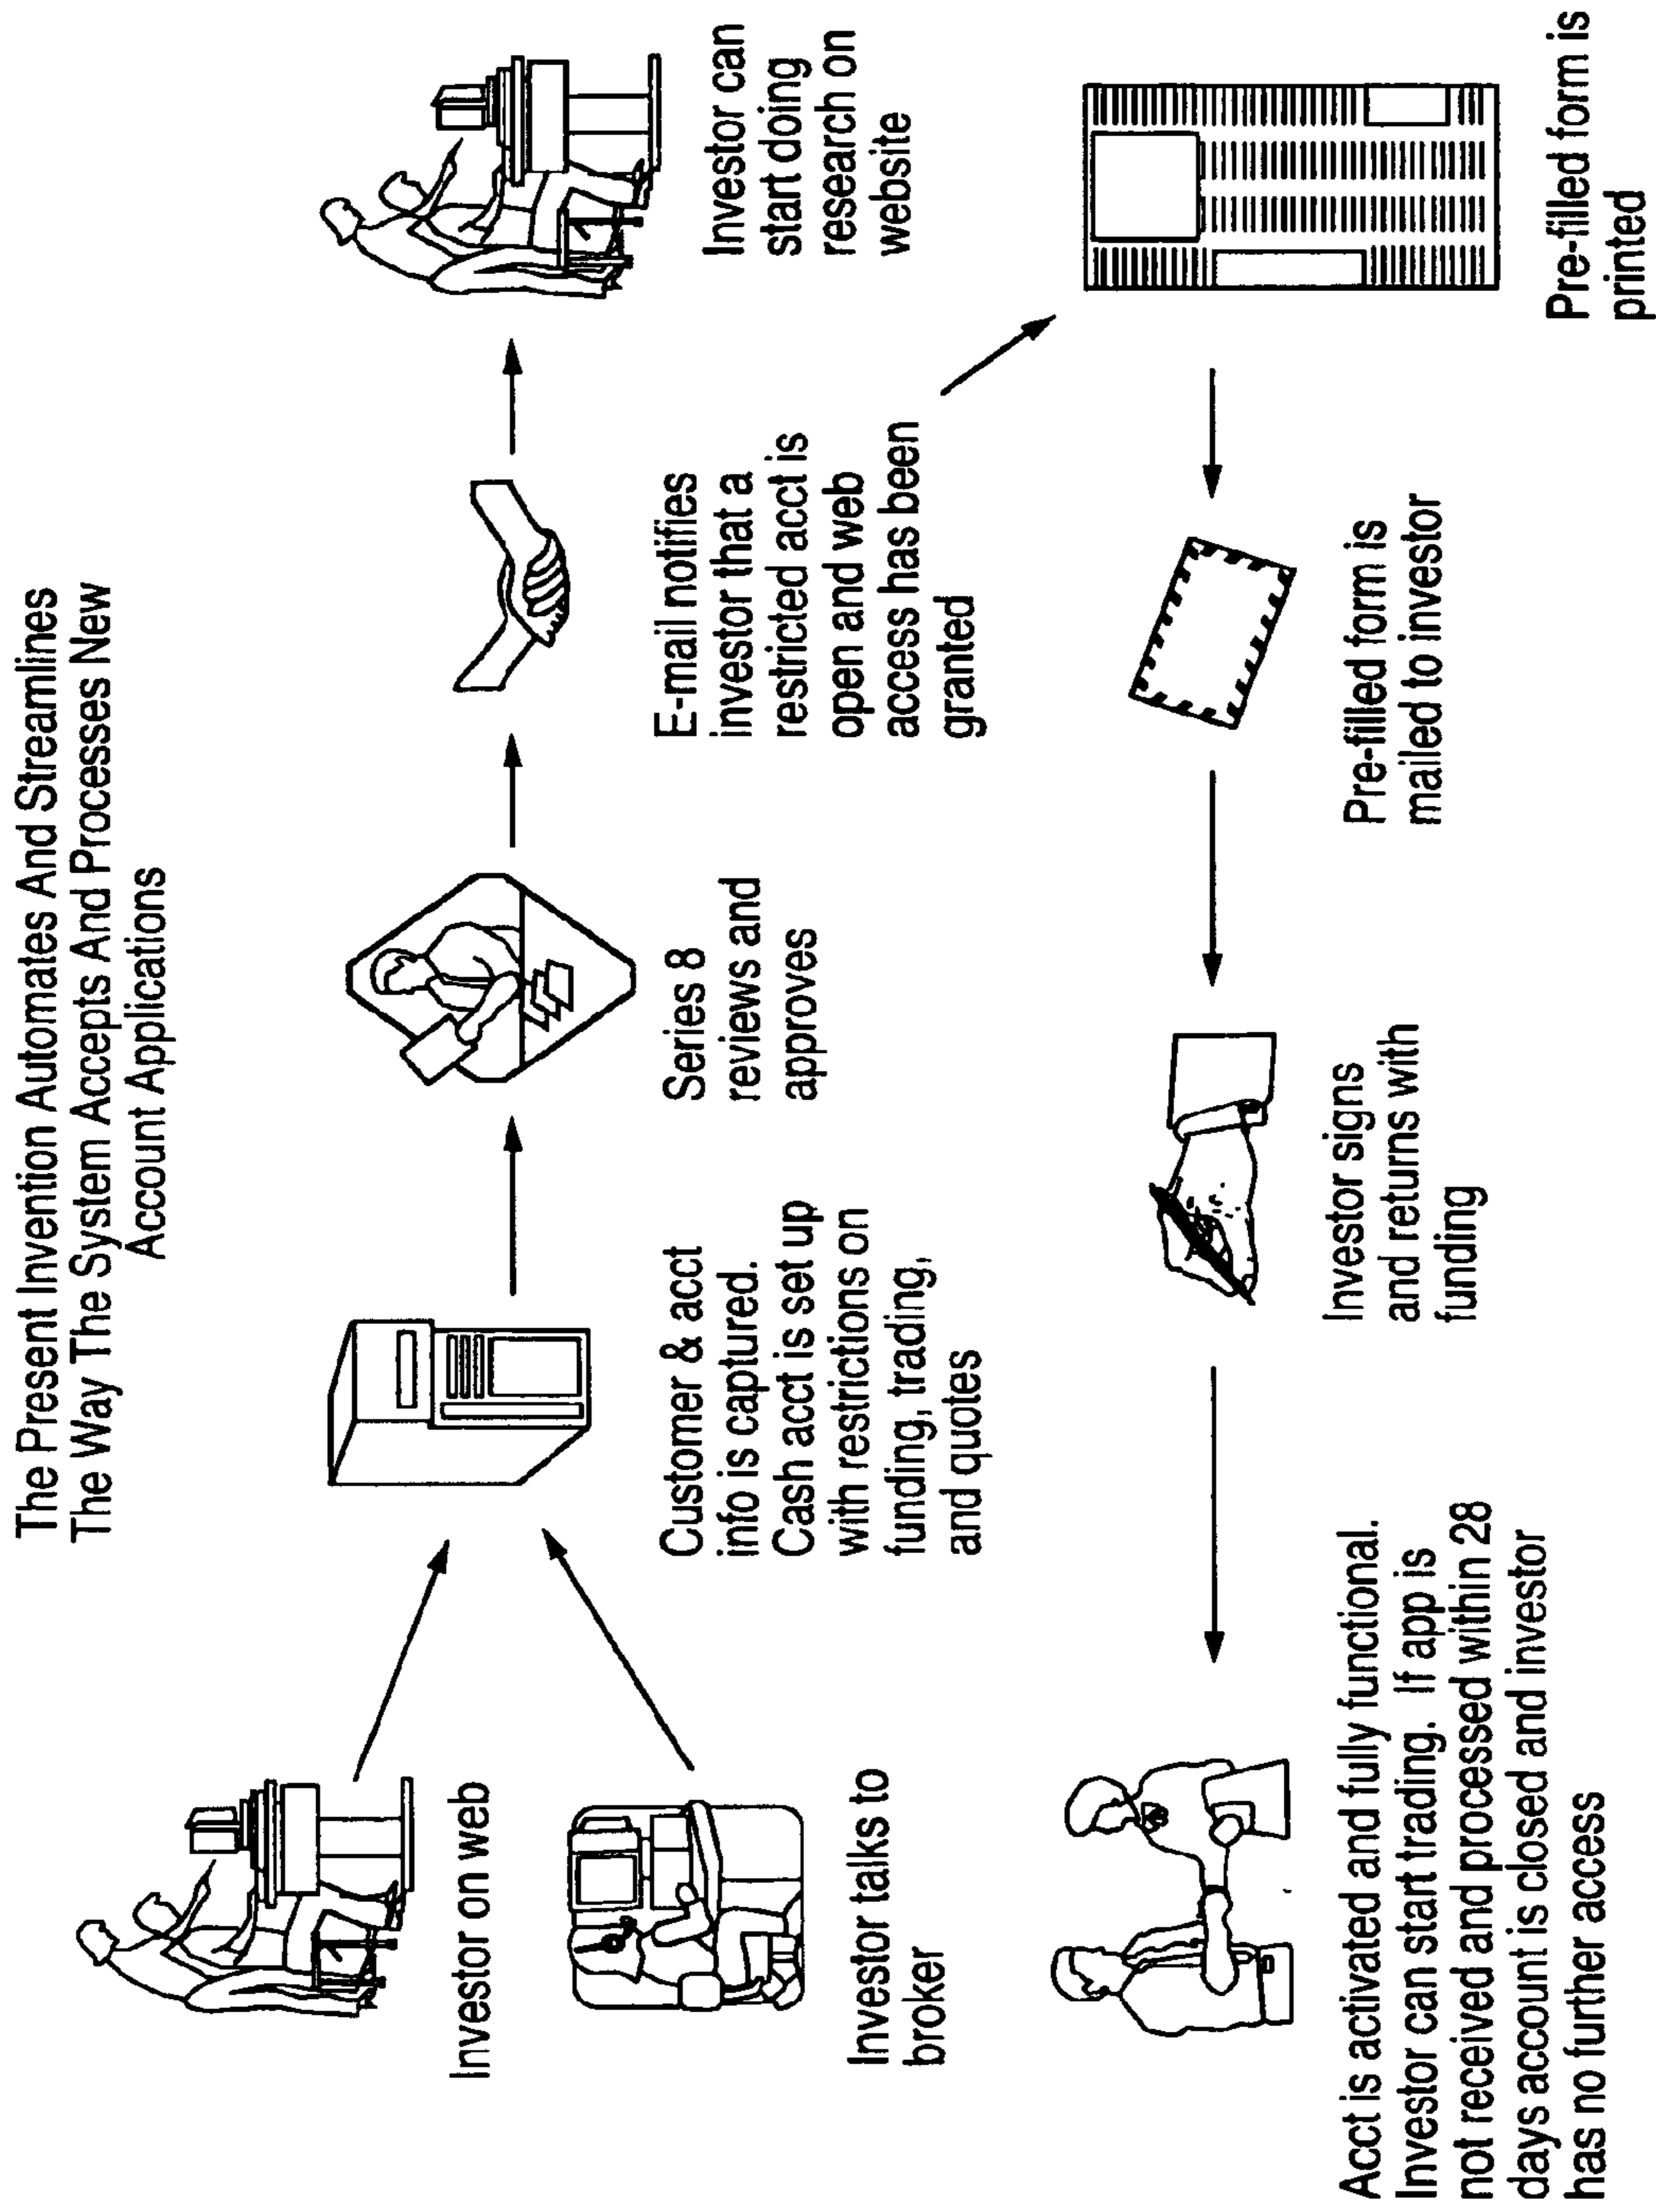 The Present Invention Automates And Streamlines
The Way The System Accepts And Processes New
Account Applications
Investor on web
Investor talks to
broker
Customer & acct
info is captured.
Cash acct is set up
with restrictions on
funding, trading,
and quotes
Series 8
reviews and
approves
E-mail notifies
investor that a
restricted acct is
open and web
access has been
granted
Investor can
start doing
research on
website
Pre-filled form is
printed
Pre-filled form is
mailed to investor
Investor signs
and returns with
funding
Acct is activated and fully functional.
Investor can start trading. If app is
not received and processed within 28
days account is closed and investor
has no further access